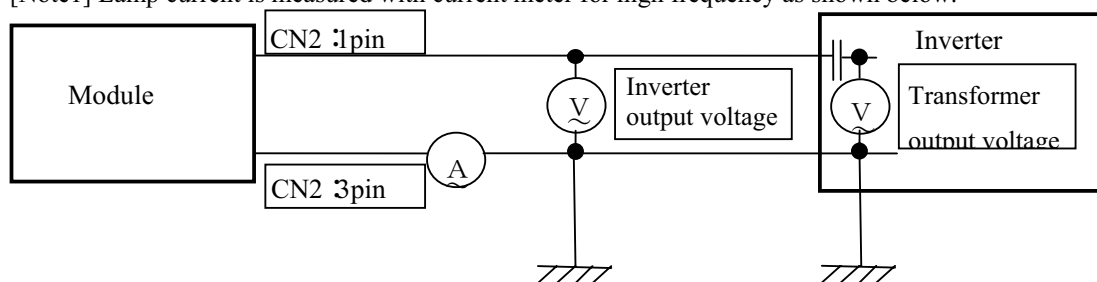 [Note1] Lamp current is measured with current meter for high frequency as shown below.
CN2 :1pin
Inverter
Module
Inverter
output voltage
V
V
Transformer
output voltage
A
CN2 :3pin